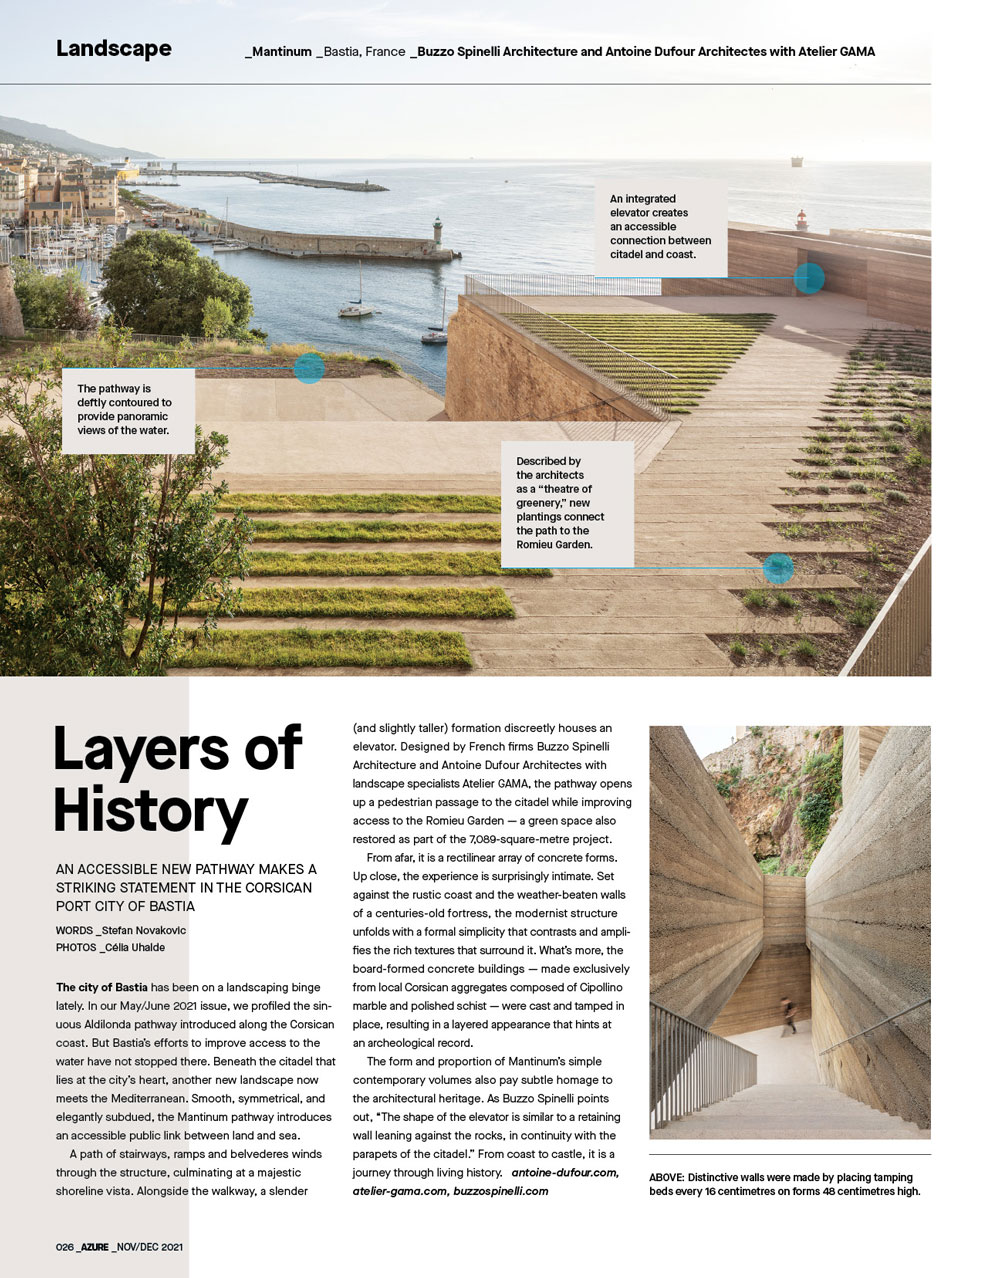 Landscape
_Mantinum _Bastia, France _Buzzo Spinelli Architecture and Antoine Dufour Architectes with Atelier GAMA
An integrated
elevator creates
an accessible
connection between
citadel and coast.
The pathway is
deftly contoured to
provide panoramic
views of the water.
Described by
the architects
as a “theatre of
greenery,” new
plantings connect
the path to the
Romieu Garden.
Layers of
History
AN ACCESSIBLE NEW PATHWAY MAKES A
STRIKING STATEMENT IN THE CORSICAN
PORT CITY OF BASTIA
WORDS _Stefan Novakovic
PHOTOS _Célia Uhalde
The city of Bastia has been on a landscaping binge
lately. In our May/June 2021 issue, we profiled the sin-
uous Aldilonda pathway introduced along the Corsican
coast. But Bastia’s efforts to improve access to the
water have not stopped there. Beneath the citadel that
lies at the city’s heart, another new landscape now
meets the Mediterranean. Smooth, symmetrical, and
elegantly subdued, the Mantinum pathway introduces
an accessible public link between land and sea.
A path of stairways, ramps and belvederes winds
through the structure, culminating at a majestic
shoreline vista. Alongside the walkway, a slender
(and slightly taller) formation discreetly houses an
elevator. Designed by French firms Buzzo Spinelli
Architecture and Antoine Dufour Architectes with
landscape specialists Atelier GAMA, the pathway opens
up a pedestrian passage to the citadel while improving
access to the Romieu Garden — a green space also
restored as part of the 7,089-square-metre project.
From afar, it is a rectilinear array of concrete forms.
Up close, the experience is surprisingly intimate. Set
against the rustic coast and the weather-beaten walls
of a centuries-old fortress, the modernist structure
unfolds with a formal simplicity that contrasts and ampli-
fies the rich textures that surround it. What’s more, the
board-formed concrete buildings — made exclusively
from local Corsican aggregates composed of Cipollino
marble and polished schist — were cast and tamped in
place, resulting in a layered appearance that hints at
an archeological record.
The form and proportion of Mantinum’s simple
contemporary volumes also pay subtle homage to
the architectural heritage. As Buzzo Spinelli points
out, “The shape of the elevator is similar to a retaining
wall leaning against the rocks, in continuity with the
parapets of the citadel.” From coast to castle, it is a
journey through living history. antoine-dufour.com,
atelier-gama.com, buzzospinelli.com
ABOVE: Distinctive walls were made by placing tamping
beds every 16 centimetres on forms 48 centimetres high.
026 _AZURE _NOV/DEC 2021